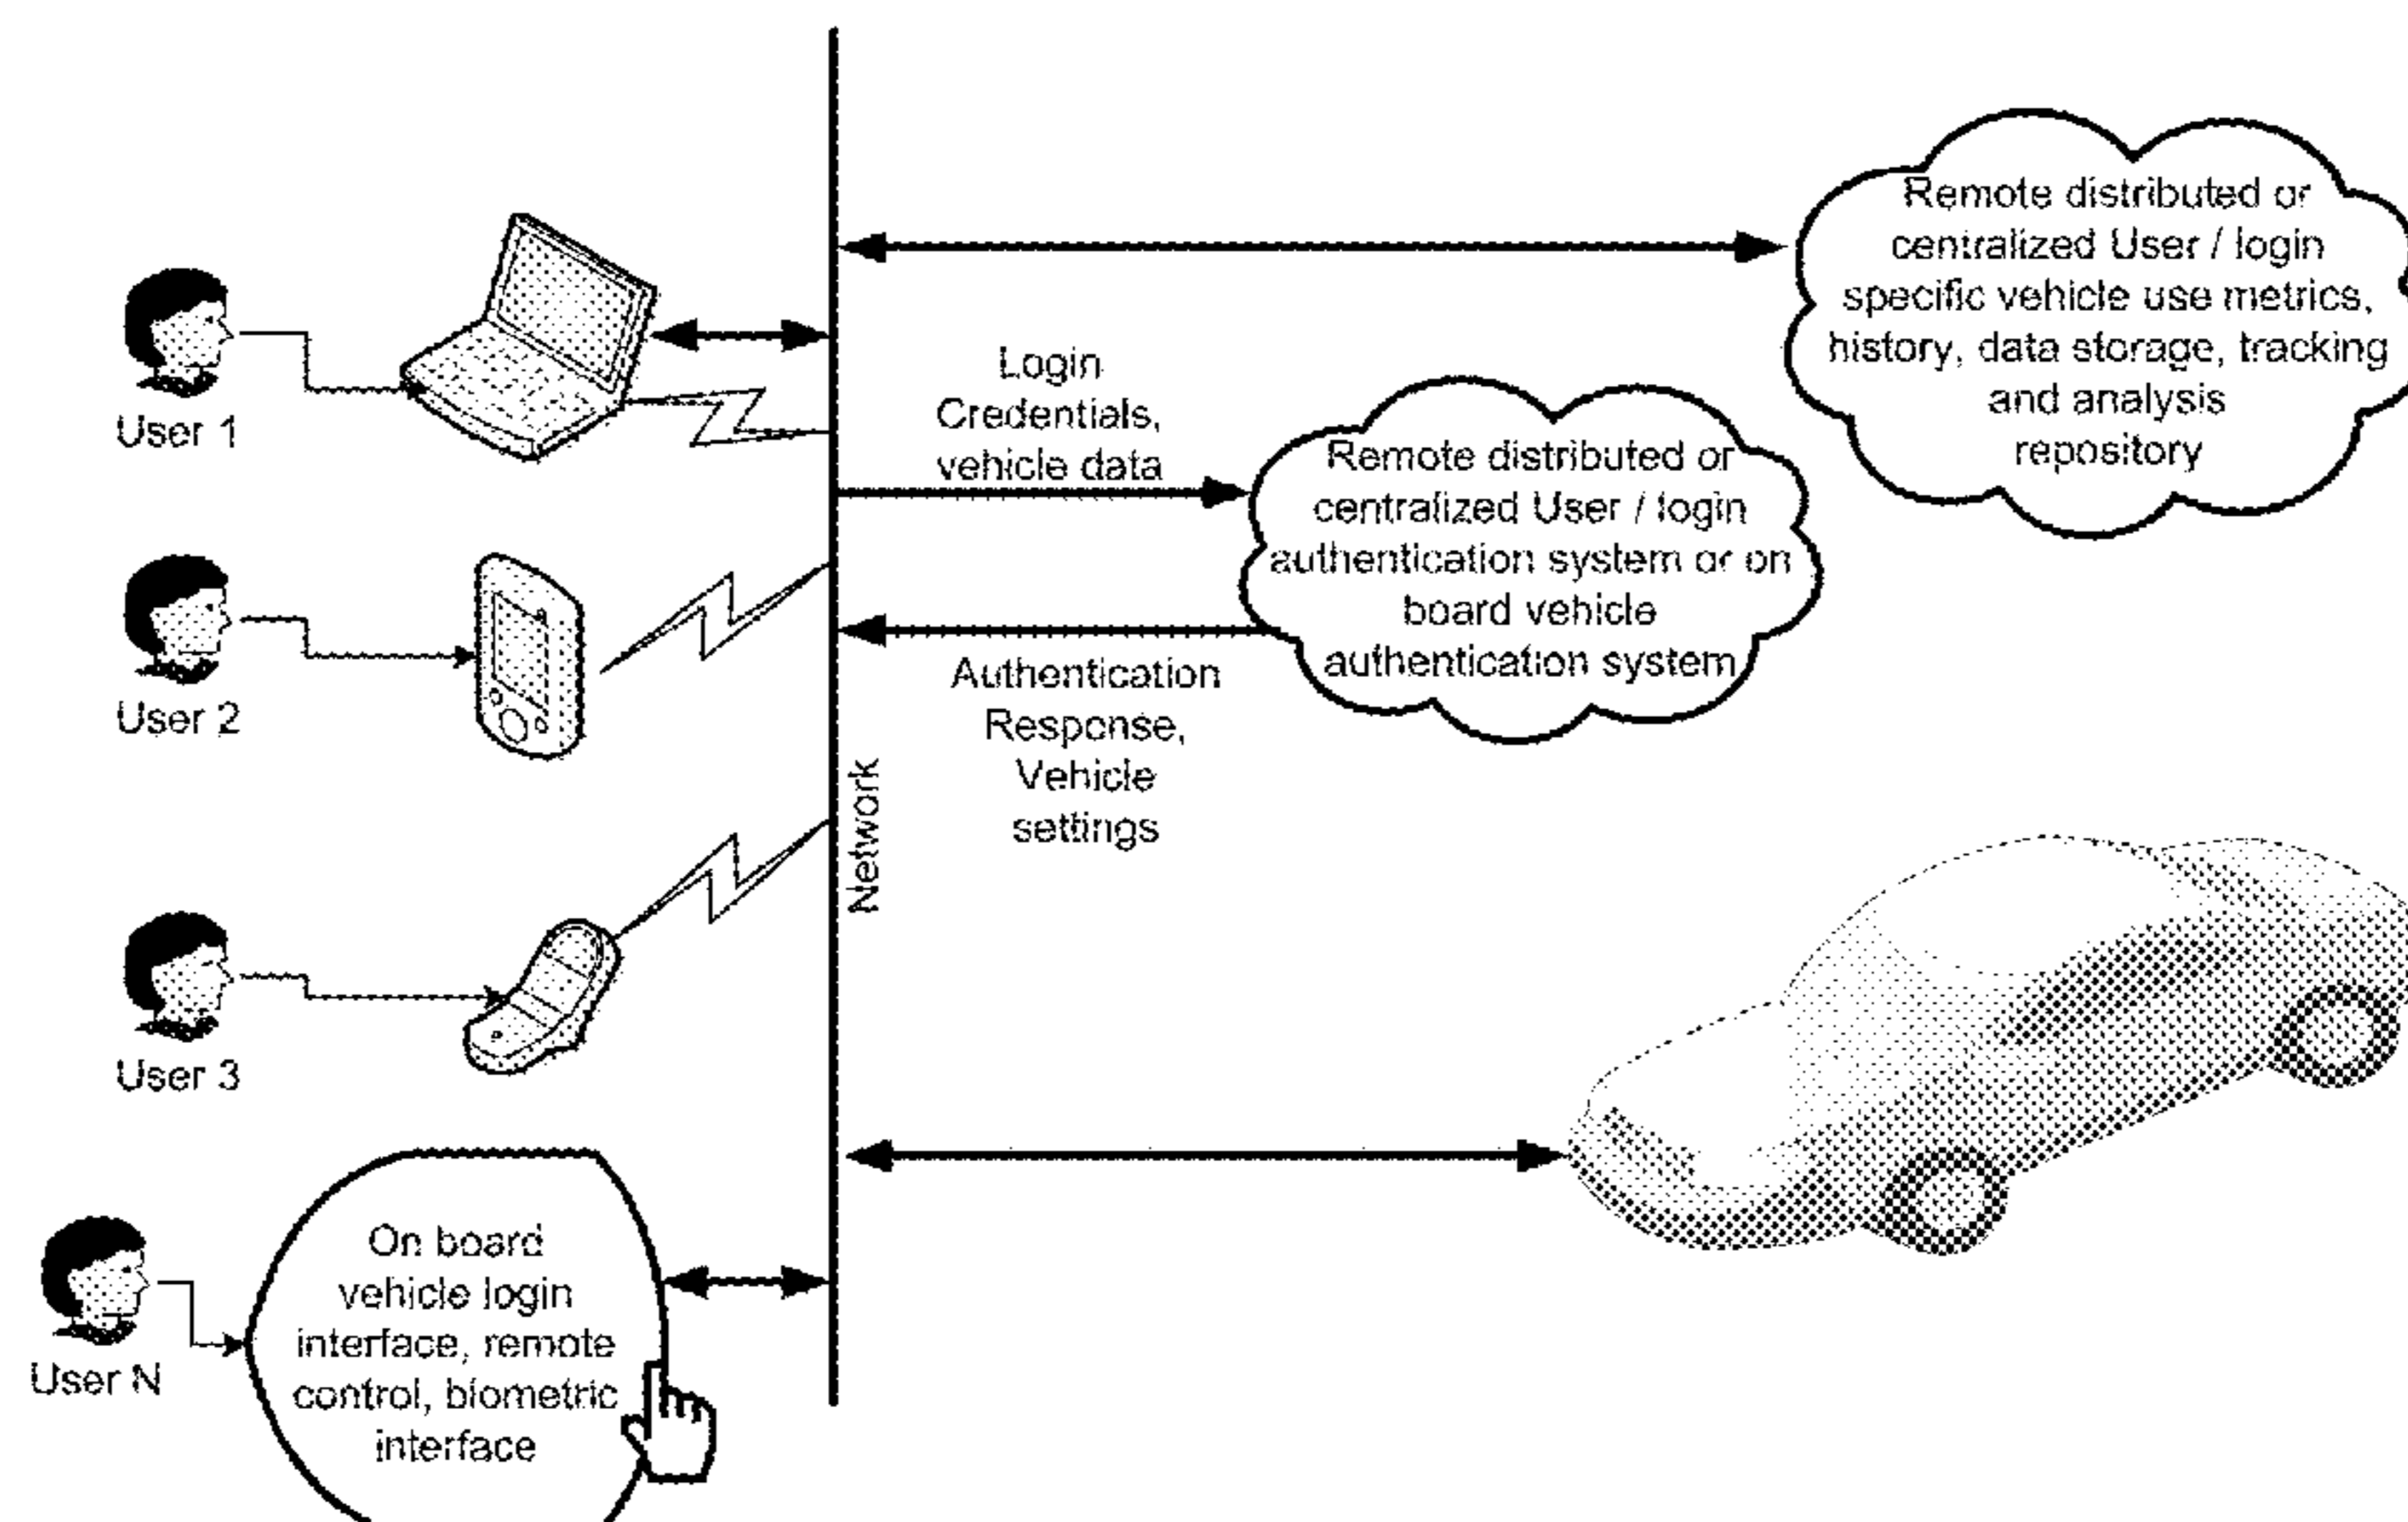 Remote distributed or
centralized User / login
specific vehicle use metrics,
history, data storage, tracking
and analysis
repository
User 1
Login
Credentials,
vehicle data
Remote distributed or
centralized User / login
authentication system or on
board vehicle
authentication system
User 2
Authentication
Response,
Vehicle
settings
Network
User 3
On board
vehicle login
interface, remote
control, biometric
interface
User N